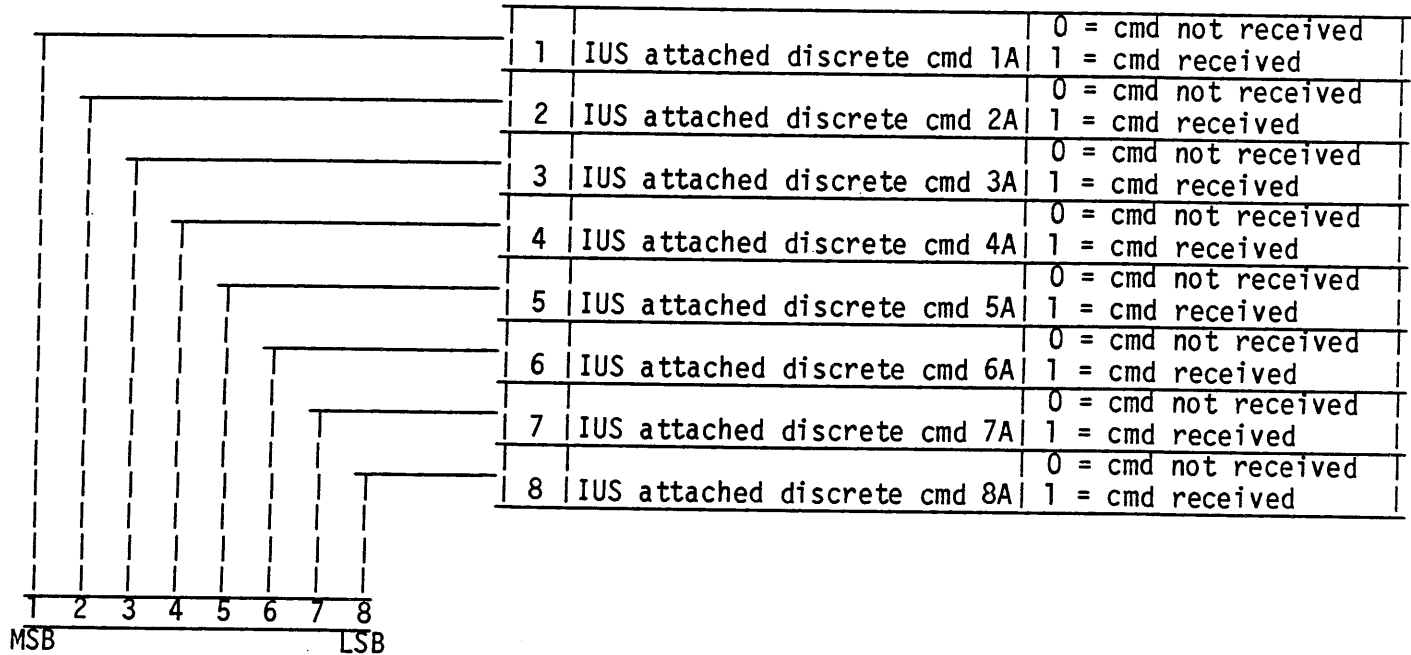 0 = cmd not received
1 IUS attached discrete cmd 1A 1 = cmd received
0 = cmd not received
2 IUS attached discrete cmd 2A 1 = cmd received
0 = cmd not received
3 IUS attached discrete cmd 3A 1 = cmd received
0 = cmd not received
4 IUS attached discrete cmd 4A 1 = cmd received
0 = cmd not received
5 IUS attached discrete cmd 5A 1 = cmd received
0 = cmd not received
6 IUS attached discrete cmd 6A 1 = cmd received
0 = cmd not received
7 IUS attached discrete cmd 7A 1 = cmd received
0 = cmd not received
8 IUS attached discrete cmd 8A 1 = cmd received
1 2 3 4 5 6 7 8
MSB LSB